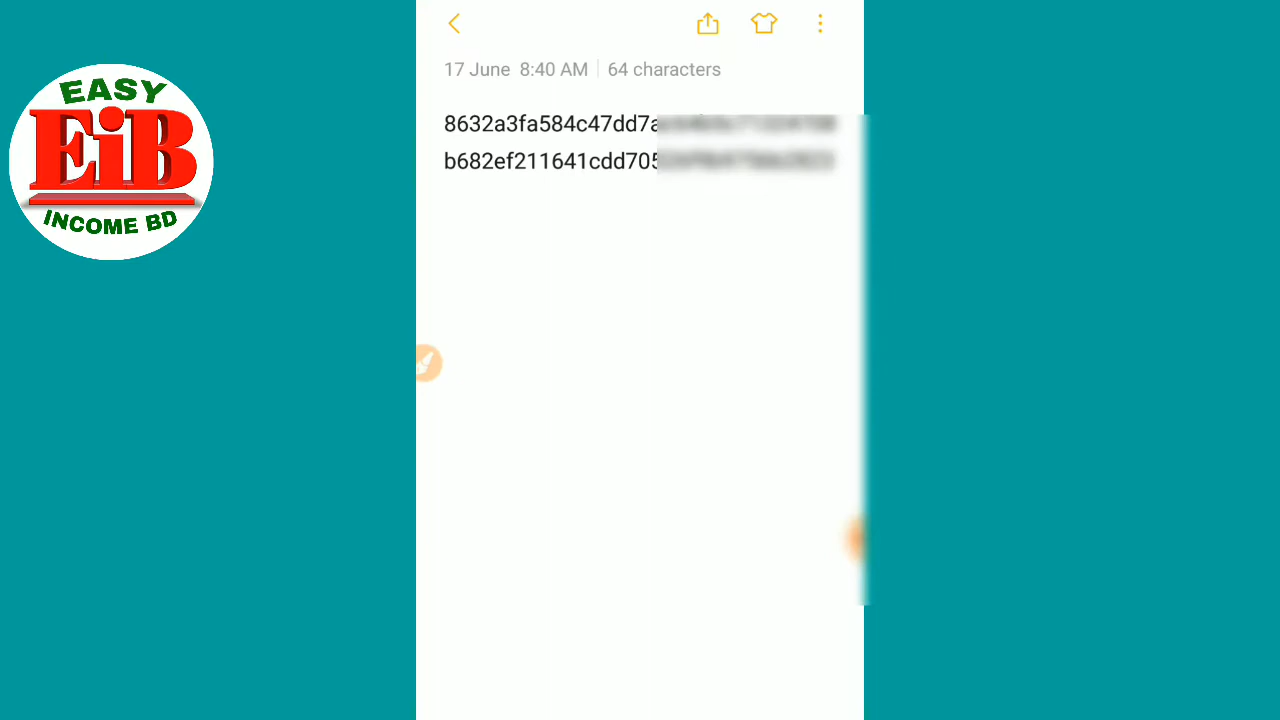 EASY
EiB
INCOME BD
17 June 8:40 AM 64 characters
8632a3fa584c47dd7a
b682ef211641cdd705